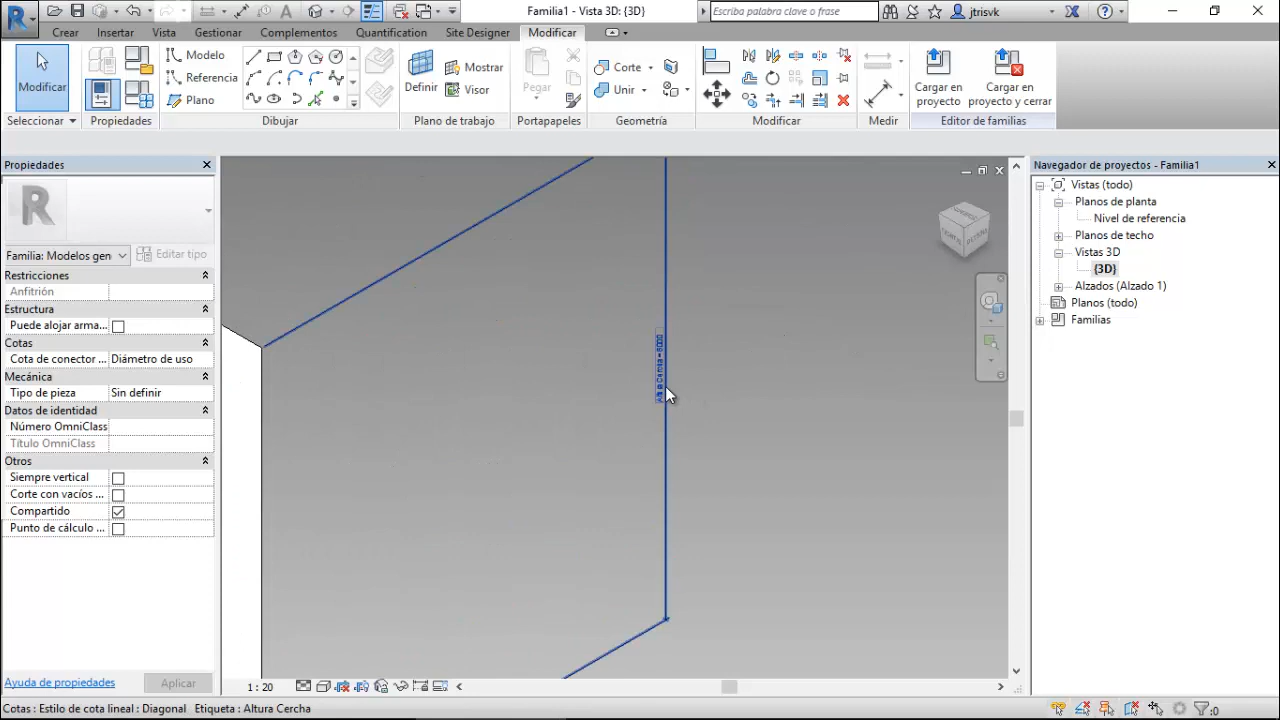 Familia1 - Vista 3D: {3D}
Escriba palabra clave o frase
jtrisvk
Crear Insertar Vista Gestionar Complementos Quantification Site Designer Modificar
Modificar
Modelo
Referencia
Plano
Definir
Mostrar
Visor
Pegar
Corte
Unir
Cargar en proyecto
Cargar en proyecto y cerrar
Seleccionar Propiedades Dibujar Plano de trabajo Portapapeles Geometría Modificar Medir Editor de familias
Propiedades
R
Familia: Modelos gen
Editar tipo
Restricciones
Anfitrión
Estructura
Puede alojar arma...
Cotas
Cota de conector ... Diámetro de uso
Mecánica
Tipo de pieza Sin definir
Datos de identidad
Número OmniClass
Título OmniClass
Otros
Siempre vertical
Corte con vacíos ...
Compartido
Punto de cálculo ...
Ayuda de propiedades
Aplicar
Altura Cercha = 6000
1 : 20
Navegador de proyectos - Familia1
Vistas (todo)
Planos de planta
Nivel de referencia
Planos de techo
Vistas 3D
{3D}
Alzados (Alzado 1)
Planos (todo)
Familias
Cotas : Estilo de cota lineal : Diagonal Etiqueta : Altura Cercha
:0